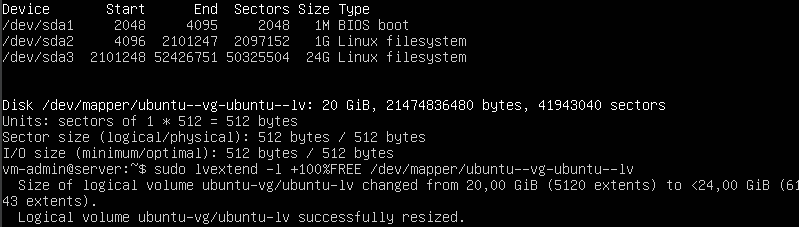 Device Start End Sectors Size Type
/dev/sda1 2048 4095 2048 1M BIOS boot
/dev/sda2 4096 2101247 2097152 1G Linux filesystem
/dev/sda3 2101248 52426751 50325504 24G Linux filesystem
Disk /dev/mapper/ubuntu--vg-ubuntu--lv: 20 GiB, 21474836480 bytes, 41943040 sectors
Units: sectors of 1 * 512 = 512 bytes
Sector size (logical/physical): 512 bytes / 512 bytes
I/O size (minimum/optimal): 512 bytes / 512 bytes
vm-admin@server:~$ sudo lvextend -l +100%FREE /dev/mapper/ubuntu--vg-ubuntu--lv
Size of logical volume ubuntu-vg/ubuntu-lv changed from 20,00 GiB (5120 extents) to <24,00 GiB (61
43 extents).
Logical volume ubuntu-vg/ubuntu-lv successfully resized.